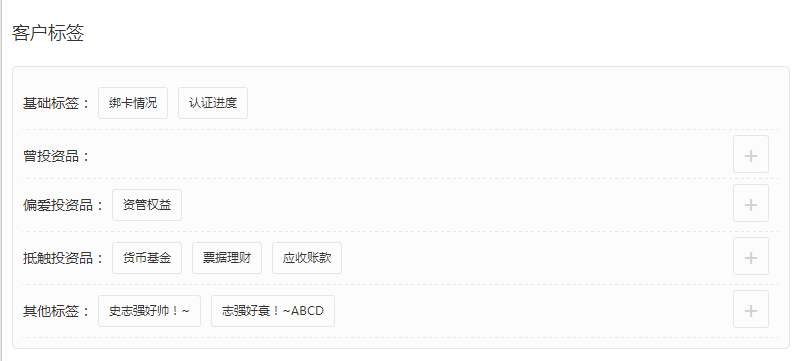 客户标签
基础标签： 绑卡情况 认证进度
曾投资品：
偏爱投资品： 资管权益
抵触投资品： 货币基金 票据理财 应收账款
其他标签： 史志强好帅！~ 志强好衰！~ABCD